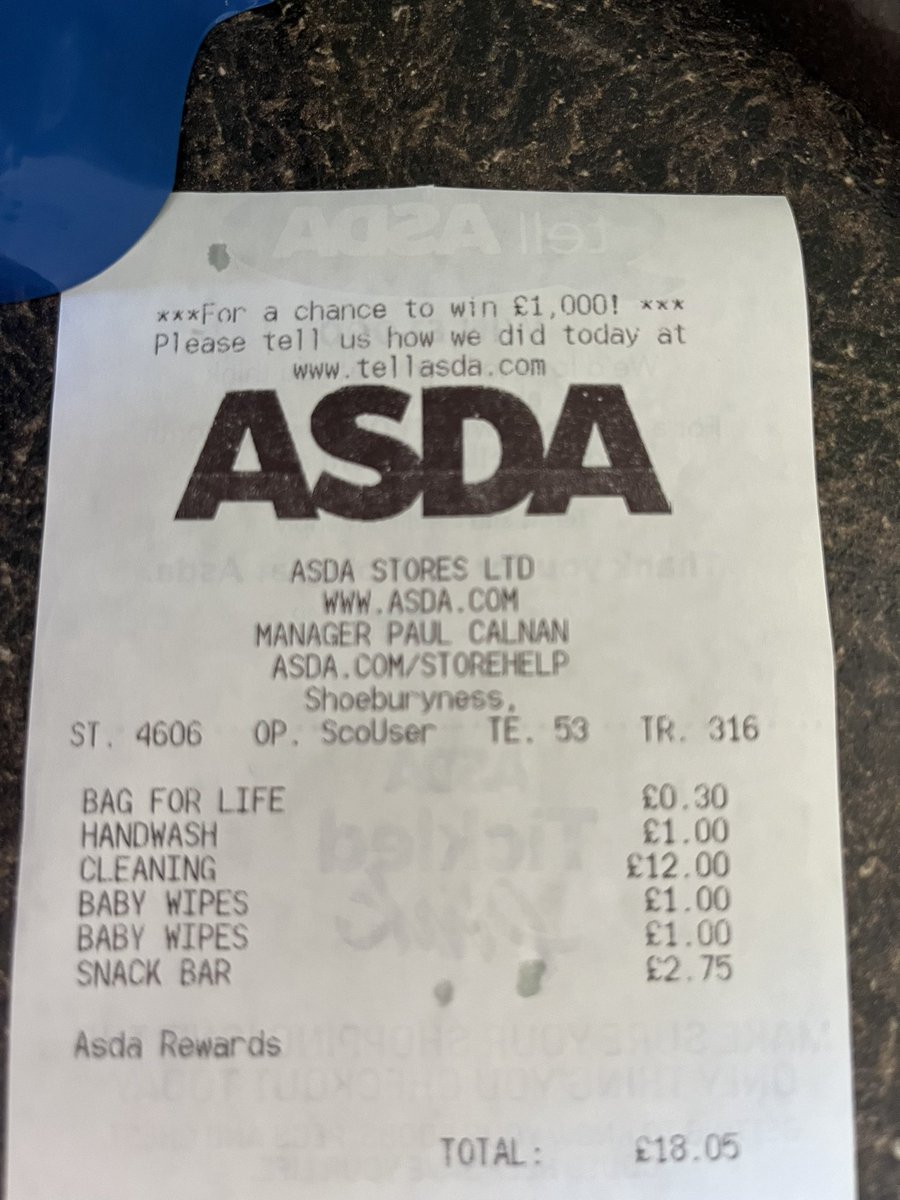 tell ASDA
***For a chance to win £1,000! ***
Please tell us how we did today at
www.tellasda.com
ASDA
ASDA STORES LTD
WWW.ASDA.COM
MANAGER PAUL CALNAN
ASDA.COM/STOREHELP
Shoeburyness,
ST. 4606 OP. ScoUser TE. 53 TR. 316
BAG FOR LIFE £0.30
HANDWASH £1.00
CLEANING £12.00
BABY WIPES £1.00
BABY WIPES £1.00
SNACK BAR £2.75
Asda Rewards
TOTAL: £18.05